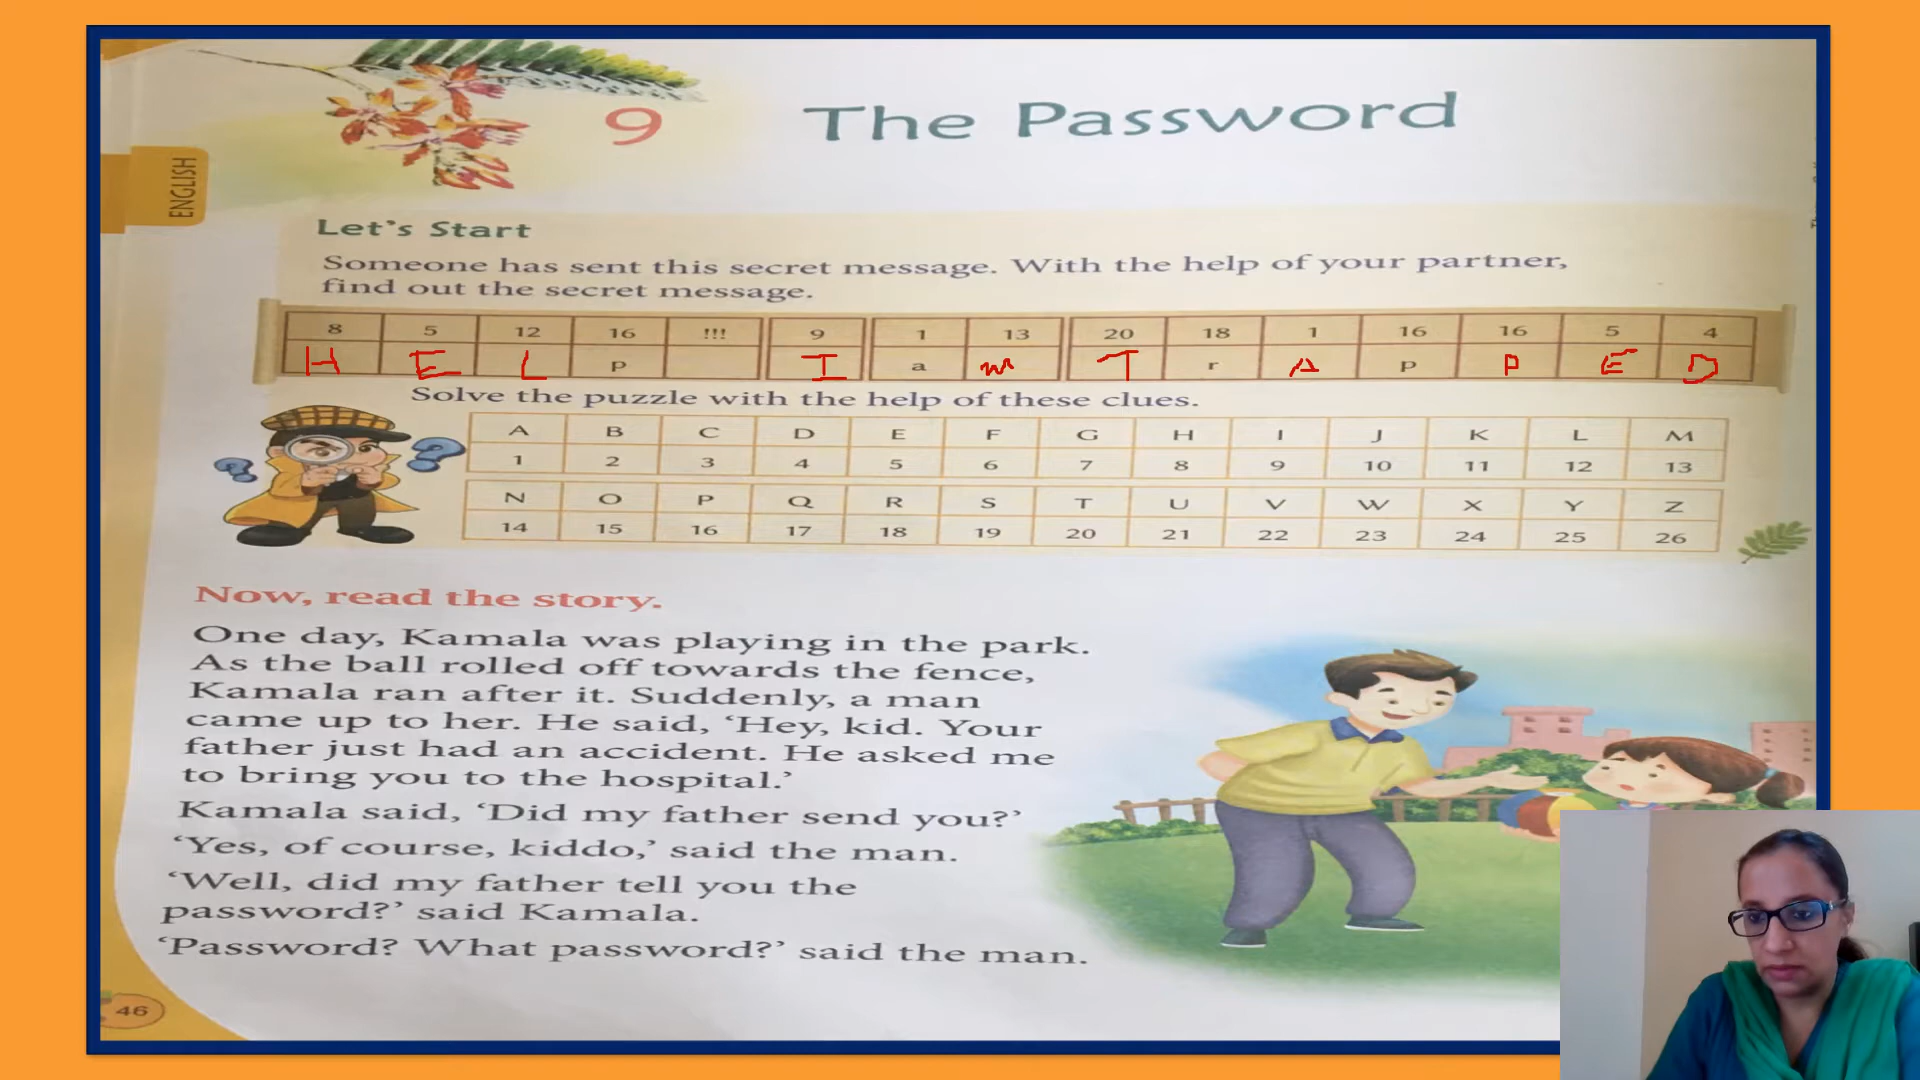 9 The Password
ENGLISH
Let's Start
Someone has sent this secret message. With the help of your partner,
find out the secret message.
8 5 12 16 !!! 9 1 13 20 18 1 16 16 5 4
H E L p I a m T r A p P E D
Solve the puzzle with the help of these clues.
A B C D E F G H I J K L M
1 2 3 4 5 6 7 8 9 10 11 12 13
N O P Q R S T U V W X Y Z
14 15 16 17 18 19 20 21 22 23 24 25 26
Now, read the story.
One day, Kamala was playing in the park.
As the ball rolled off towards the fence,
Kamala ran after it. Suddenly, a man
came up to her. He said, ‘Hey, kid. Your
father just had an accident. He asked me
to bring you to the hospital.’
Kamala said, ‘Did my father send you?’
‘Yes, of course, kiddo,’ said the man.
‘Well, did my father tell you the
password?’ said Kamala.
‘Password? What password?’ said the man.
46